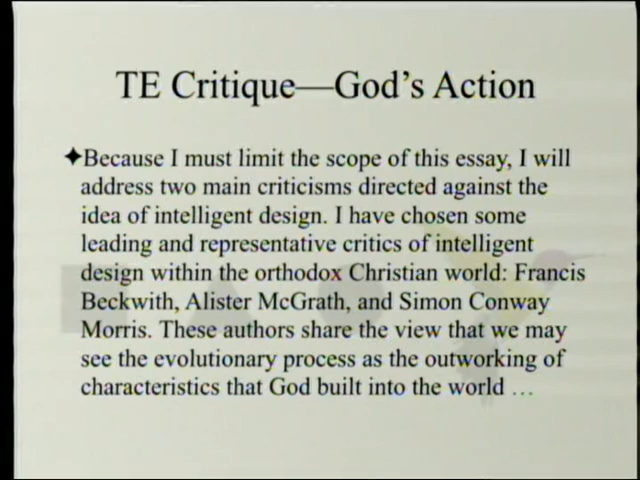 TE Critique—God's Action
✦Because I must limit the scope of this essay, I will
address two main criticisms directed against the
idea of intelligent design. I have chosen some
leading and representative critics of intelligent
design within the orthodox Christian world: Francis
Beckwith, Alister McGrath, and Simon Conway
Morris. These authors share the view that we may
see the evolutionary process as the outworking of
characteristics that God built into the world …